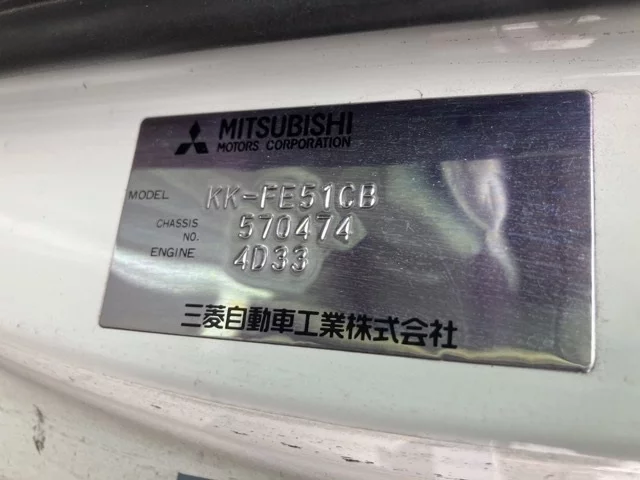 MITSUBISHI
MOTORS CORPORATION
MODEL KK-FE51CB
CHASSIS NO. 570474
ENGINE 4D33
三菱自動車工業株式会社